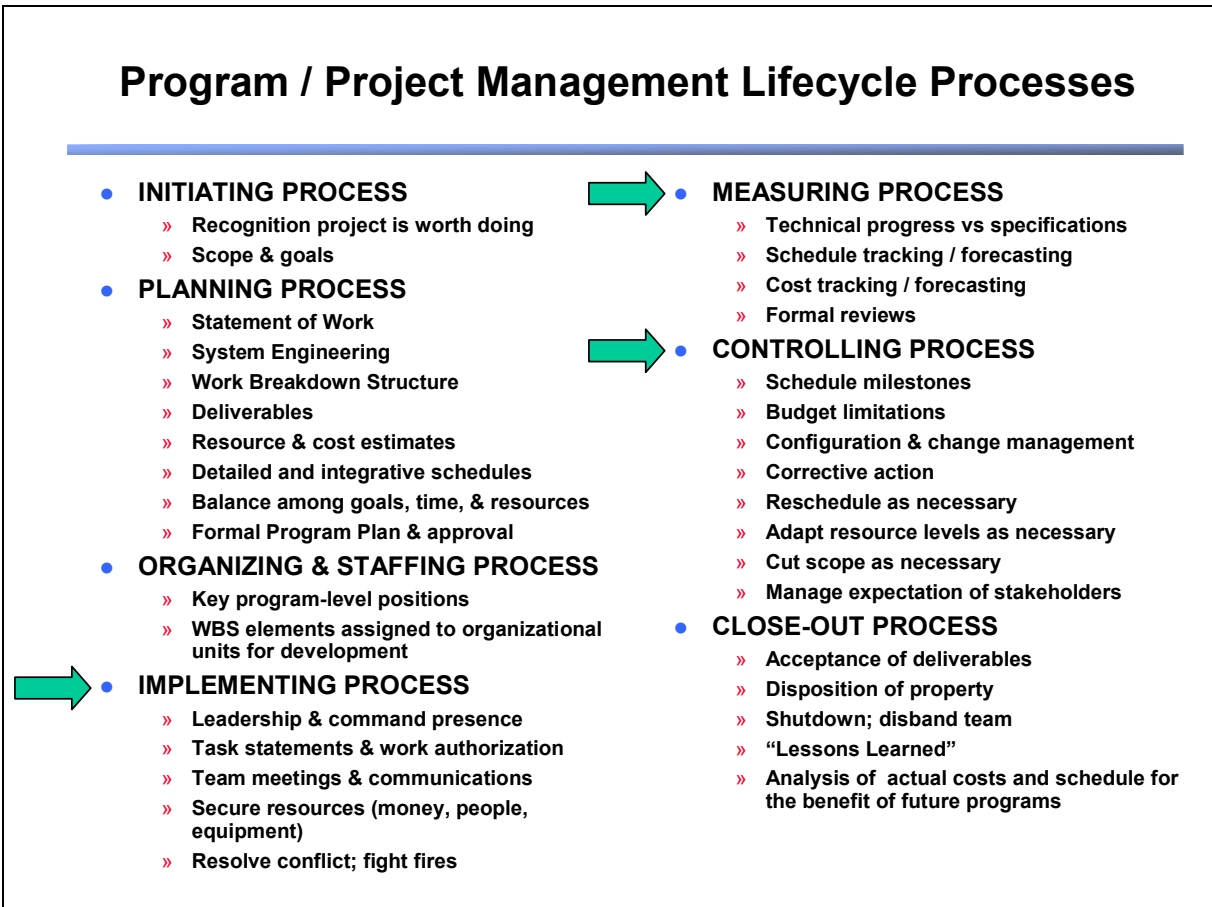 Program / Project Management Lifecycle Processes
● INITIATING PROCESS
» Recognition project is worth doing
» Scope & goals
● PLANNING PROCESS
» Statement of Work
» System Engineering
» Work Breakdown Structure
» Deliverables
» Resource & cost estimates
» Detailed and integrative schedules
» Balance among goals, time, & resources
» Formal Program Plan & approval
● ORGANIZING & STAFFING PROCESS
» Key program-level positions
» WBS elements assigned to organizational
units for development
● IMPLEMENTING PROCESS
» Leadership & command presence
» Task statements & work authorization
» Team meetings & communications
» Secure resources (money, people,
equipment)
» Resolve conflict; fight fires
● MEASURING PROCESS
» Technical progress vs specifications
» Schedule tracking / forecasting
» Cost tracking / forecasting
» Formal reviews
● CONTROLLING PROCESS
» Schedule milestones
» Budget limitations
» Configuration & change management
» Corrective action
» Reschedule as necessary
» Adapt resource levels as necessary
» Cut scope as necessary
» Manage expectation of stakeholders
● CLOSE-OUT PROCESS
» Acceptance of deliverables
» Disposition of property
» Shutdown; disband team
» “Lessons Learned”
» Analysis of actual costs and schedule for
the benefit of future programs